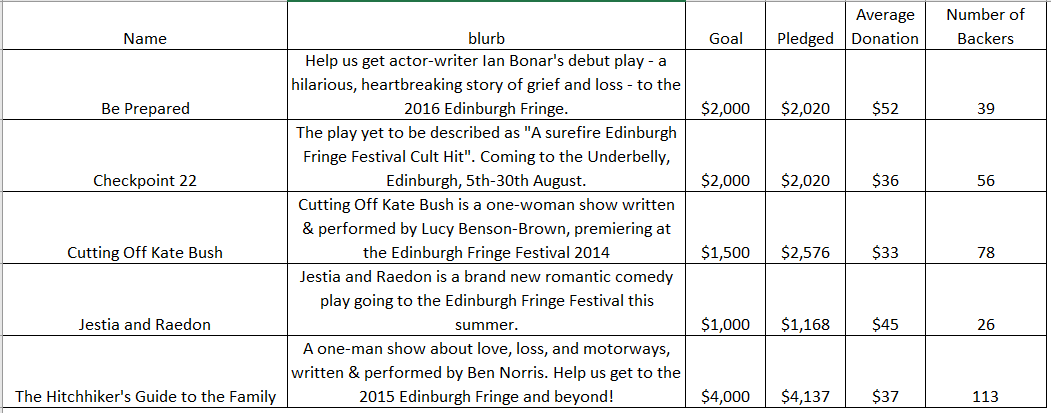 Name blurb Goal Pledged Average Donation Number of Backers
Be Prepared Help us get actor-writer Ian Bonar's debut play - a
hilarious, heartbreaking story of grief and loss - to the
2016 Edinburgh Fringe. $2,000 $2,020 $52 39
Checkpoint 22 The play yet to be described as "A surefire Edinburgh
Fringe Festival Cult Hit". Coming to the Underbelly,
Edinburgh, 5th-30th August. $2,000 $2,020 $36 56
Cutting Off Kate Bush Cutting Off Kate Bush is a one-woman show written
& performed by Lucy Benson-Brown, premiering at
the Edinburgh Fringe Festival 2014 $1,500 $2,576 $33 78
Jestia and Raedon Jestia and Raedon is a brand new romantic comedy
play going to the Edinburgh Fringe Festival this
summer. $1,000 $1,168 $45 26
The Hitchhiker's Guide to the Family A one-man show about love, loss, and motorways,
written & performed by Ben Norris. Help us get to the
2015 Edinburgh Fringe and beyond! $4,000 $4,137 $37 113